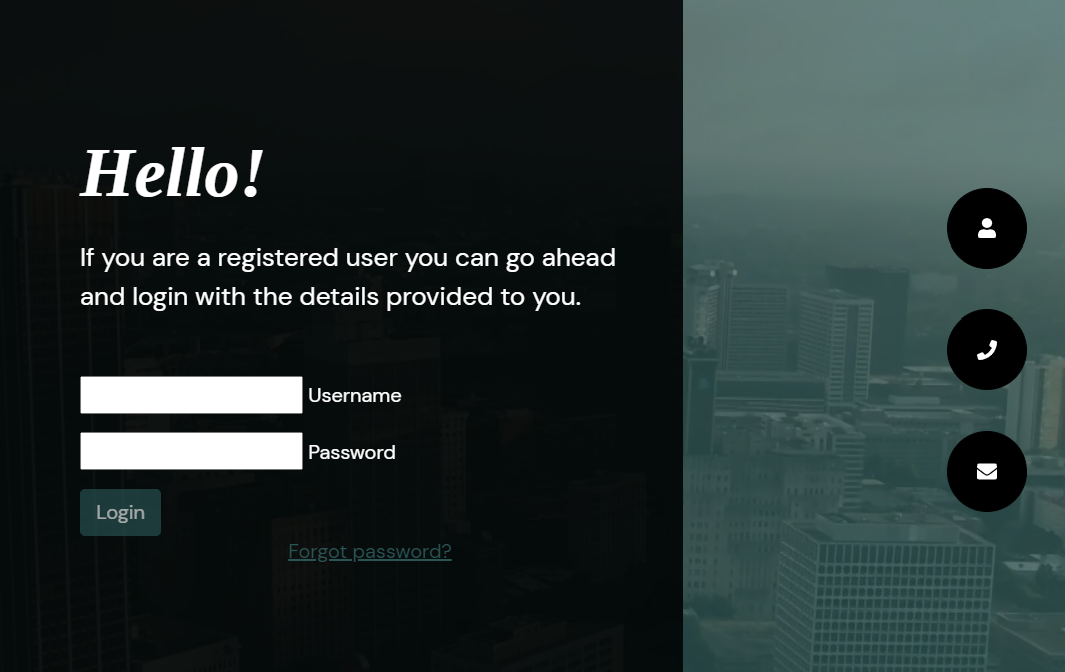 Hello!
If you are a registered user you can go ahead
and login with the details provided to you.
Username
Password
Login
Forgot password?